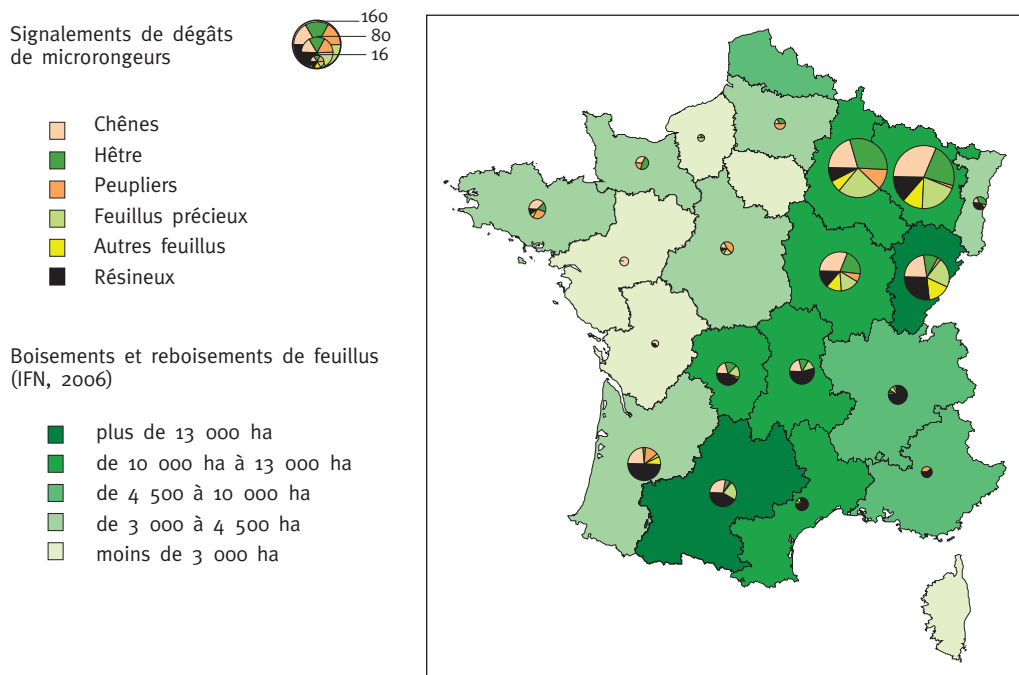 Signalements de dégâts
de microrongeurs
160
80
16
Chênes
Hêtre
Peupliers
Feuillus précieux
Autres feuillus
Résineux
Boisements et reboisements de feuillus
(IFN, 2006)
plus de 13 000 ha
de 10 000 ha à 13 000 ha
de 4 500 à 10 000 ha
de 3 000 à 4 500 ha
moins de 3 000 ha